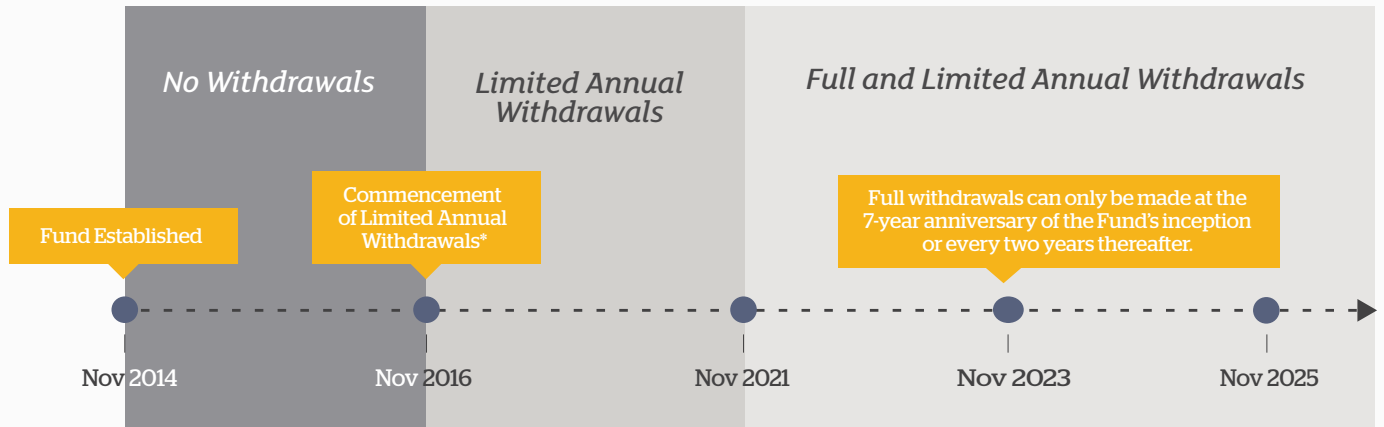 No Withdrawals
Limited Annual
Withdrawals
Full and Limited Annual Withdrawals
Fund Established
Commencement
of Limited Annual
Withdrawals*
Full withdrawals can only be made at the
7-year anniversary of the Fund's inception
or every two years thereafter.
Nov 2014
Nov 2016
Nov 2021
Nov 2023
Nov 2025